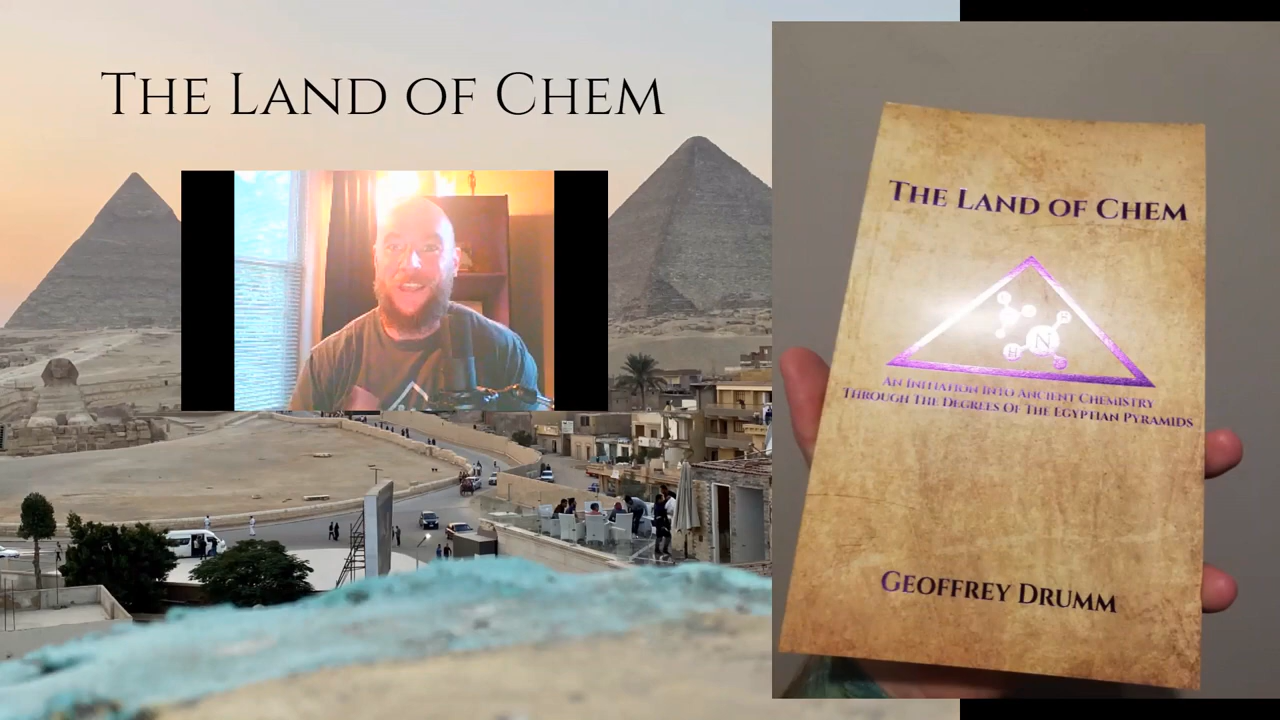 The Land of Chem
The Land of Chem
N
H
An Initiation Into Ancient Chemistry
Through The Degrees Of The Egyptian Pyramids
Geoffrey Drumm